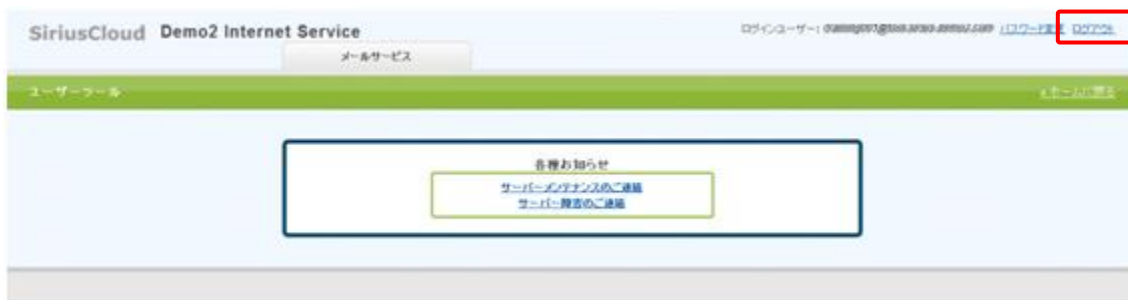 SiriusCloud Demo2 Internet Service
ログインユーザー: パスワード変更 ログアウト
メールサービス
ユーザーツール
ホームに戻る
各種お知らせ
サーバーメンテナンスのご連絡
サーバー障害のご連絡